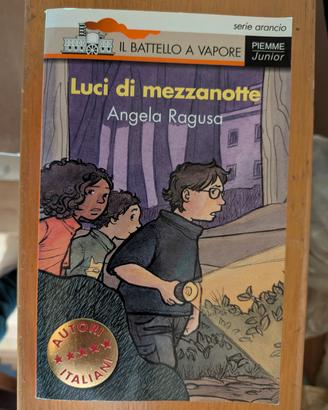 serie arancio
IL BATTELLO A VAPORE
PIEMME
Junior
Luci di mezzanotte
Angela Ragusa
AUTORI
ITALIANI